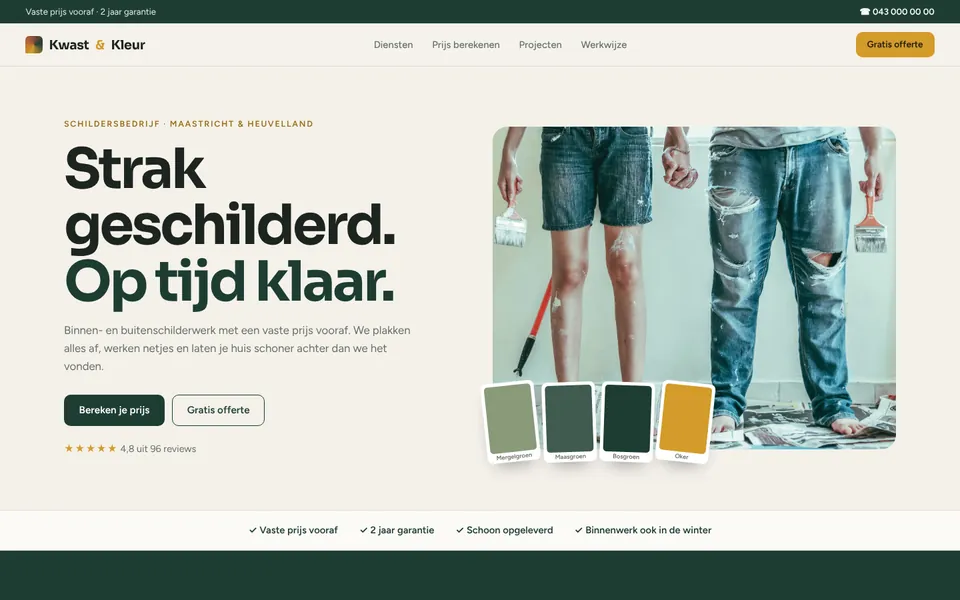 Vaste prijs vooraf · 2 jaar garantie
☎ 043 000 00 00
Kwast & Kleur
Diensten
Prijs berekenen
Projecten
Werkwijze
Gratis offerte
SCHILDERSBEDRIJF · MAASTRICHT & HEUVELLAND
Strak
geschilderd.
Op tijd klaar.
Binnen- en buitenschilderwerk met een vaste prijs vooraf. We plakken
alles af, werken netjes en laten je huis schoner achter dan we het
vonden.
Bereken je prijs
Gratis offerte
★★★★★ 4,8 uit 96 reviews
Mergelgroen
Maasgroen
Bosgroen
Oker
✓ Vaste prijs vooraf
✓ 2 jaar garantie
✓ Schoon opgeleverd
✓ Binnenwerk ook in de winter